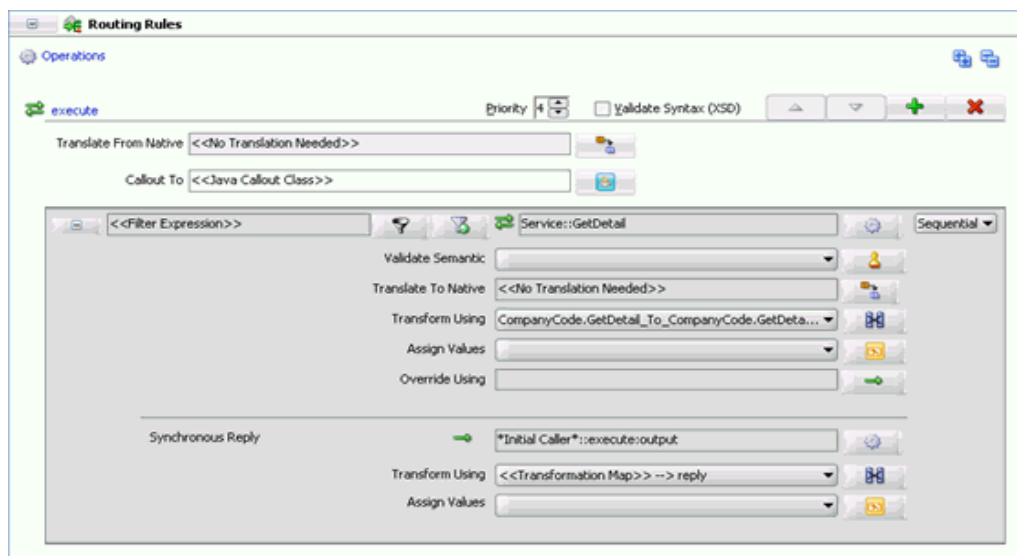 Routing Rules
Operations
execute Priority 4 Validate Syntax (XSD)
Translate From Native <<No Translation Needed>>
Callout To <<Java Callout Class>>
<<Filter Expression>> Service::GetDetail Sequential
Validate Semantic
Translate To Native <<No Translation Needed>>
Transform Using CompanyCode.GetDetail_To_CompanyCode.GetDeta...
Assign Values
Override Using
Synchronous Reply *Initial Caller*::execute:output
Transform Using <<Transformation Map>> --> reply
Assign Values